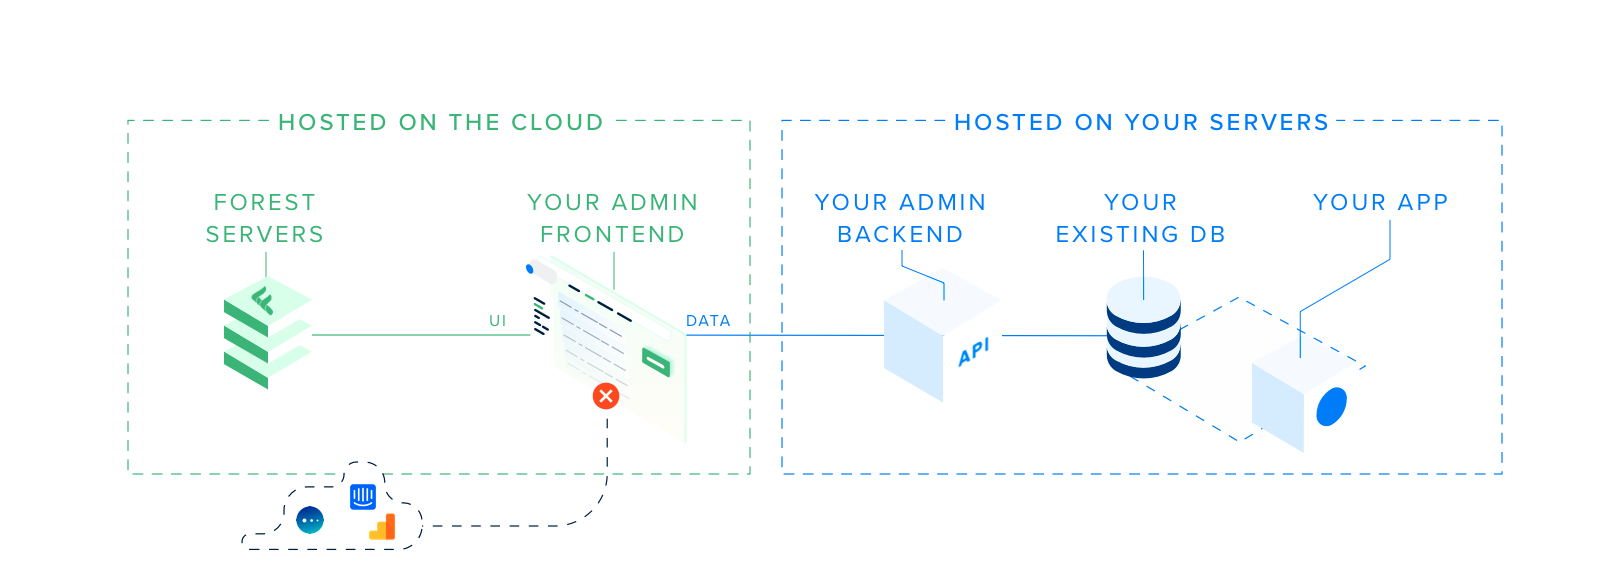 HOSTED ON THE CLOUD
HOSTED ON YOUR SERVERS
FOREST
SERVERS
YOUR ADMIN
FRONTEND
YOUR ADMIN
BACKEND
YOUR
EXISTING DB
YOUR APP
UI
DATA
API